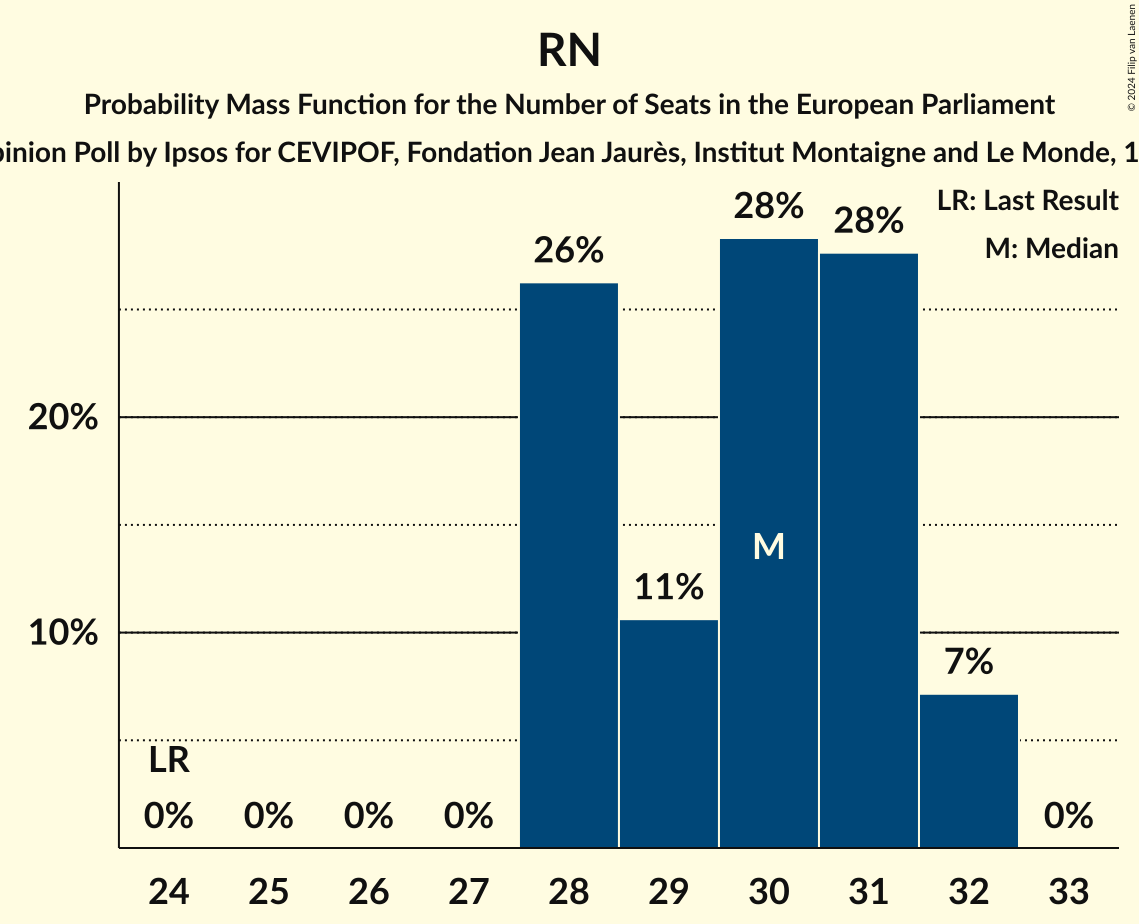 RN
Probability Mass Function for the Number of Seats in the European Parliament
pinion Poll by Ipsos for CEVIPOF, Fondation Jean Jaurès, Institut Montaigne and Le Monde, 1
© 2024 Filip van Laenen
LR: Last Result
M: Median
28%
28%
26%
20%
M
11%
10%
7%
LR
0%
0%
0%
0%
0%
24
25
26
27
28
29
30
31
32
33